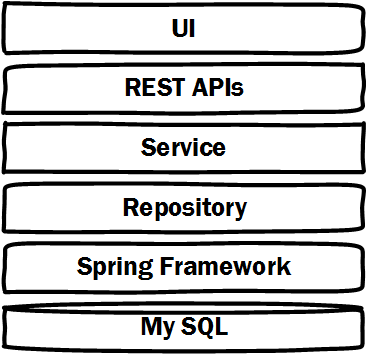 UI
REST APIs
Service
Repository
Spring Framework
My SQL